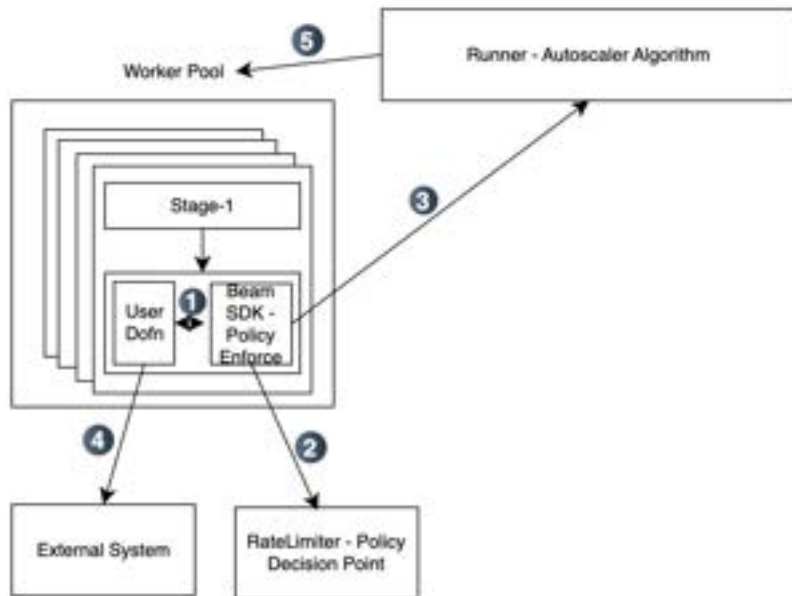 5
Runner - Autoscaler Algorithm
Worker Pool
Stage-1
3
1
User
Dofn
Beam
SDK -
Policy
Enforce
4
2
External System
RateLimiter - Policy
Decision Point